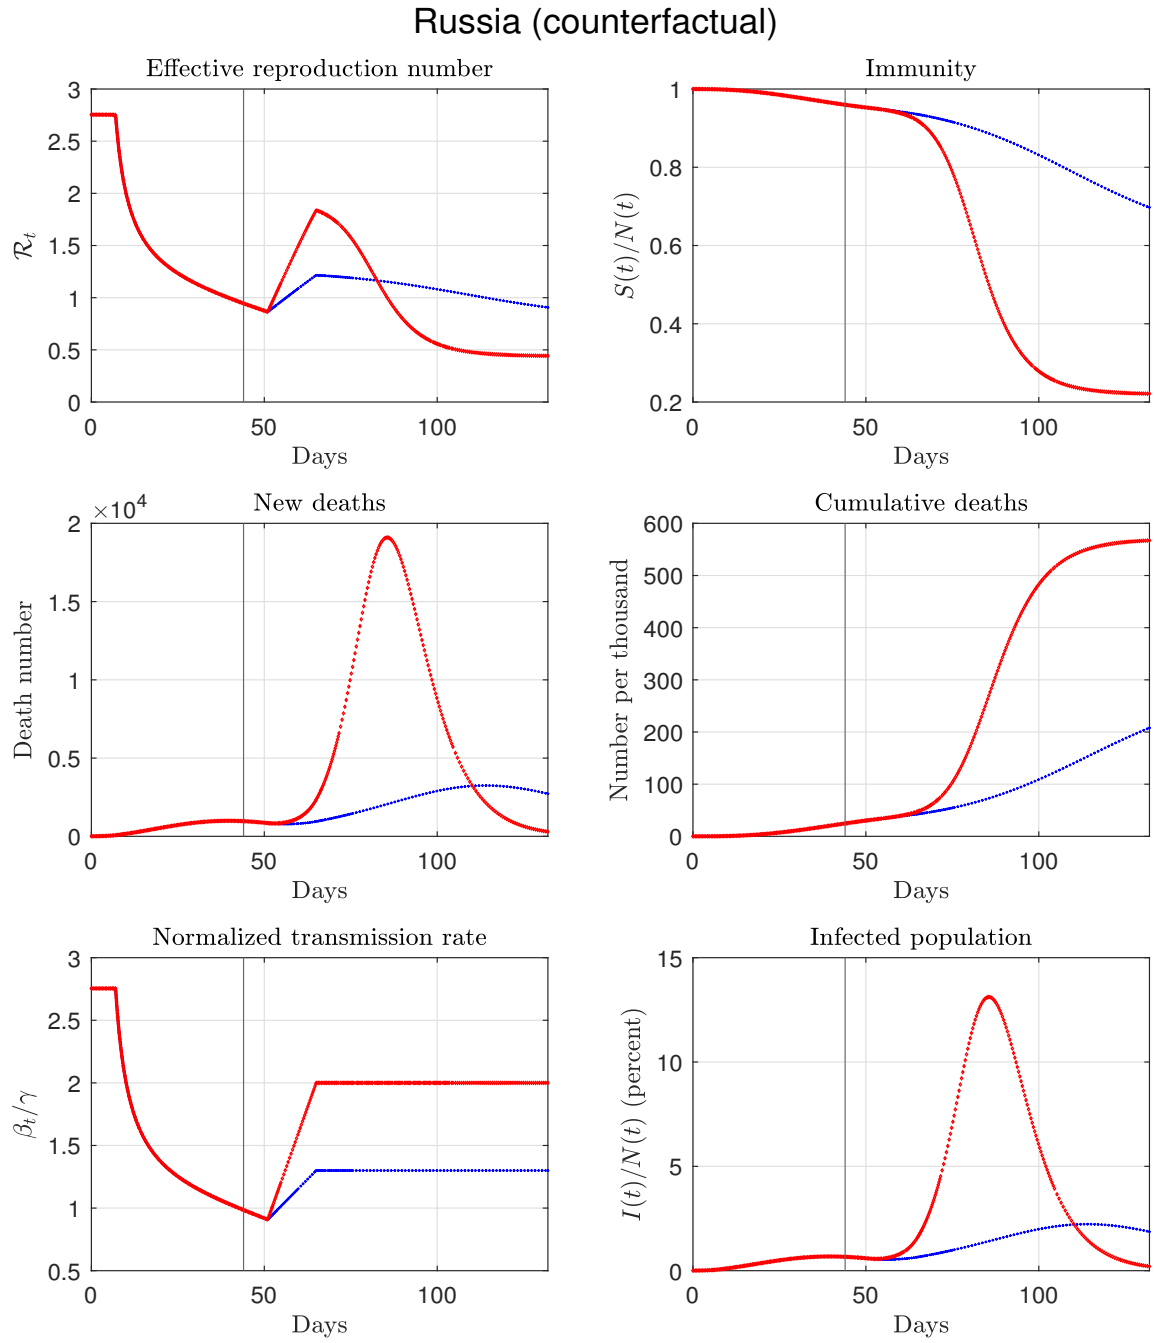 Russia (counterfactual)
Effective reproduction number
3
2.5
2
1.5
1
0.5
0
ℛₜ
0 50 100
Days
Immunity
1
0.8
0.6
0.4
0.2
S(t)/N(t)
0 50 100
Days
New deaths
×10⁴
2
1.5
1
0.5
0
Death number
0 50 100
Days
Cumulative deaths
600
500
400
300
200
100
0
Number per thousand
0 50 100
Days
Normalized transmission rate
3
2.5
2
1.5
1
0.5
βₜ/γ
0 50 100
Days
Infected population
15
10
5
0
I(t)/N(t) (percent)
0 50 100
Days